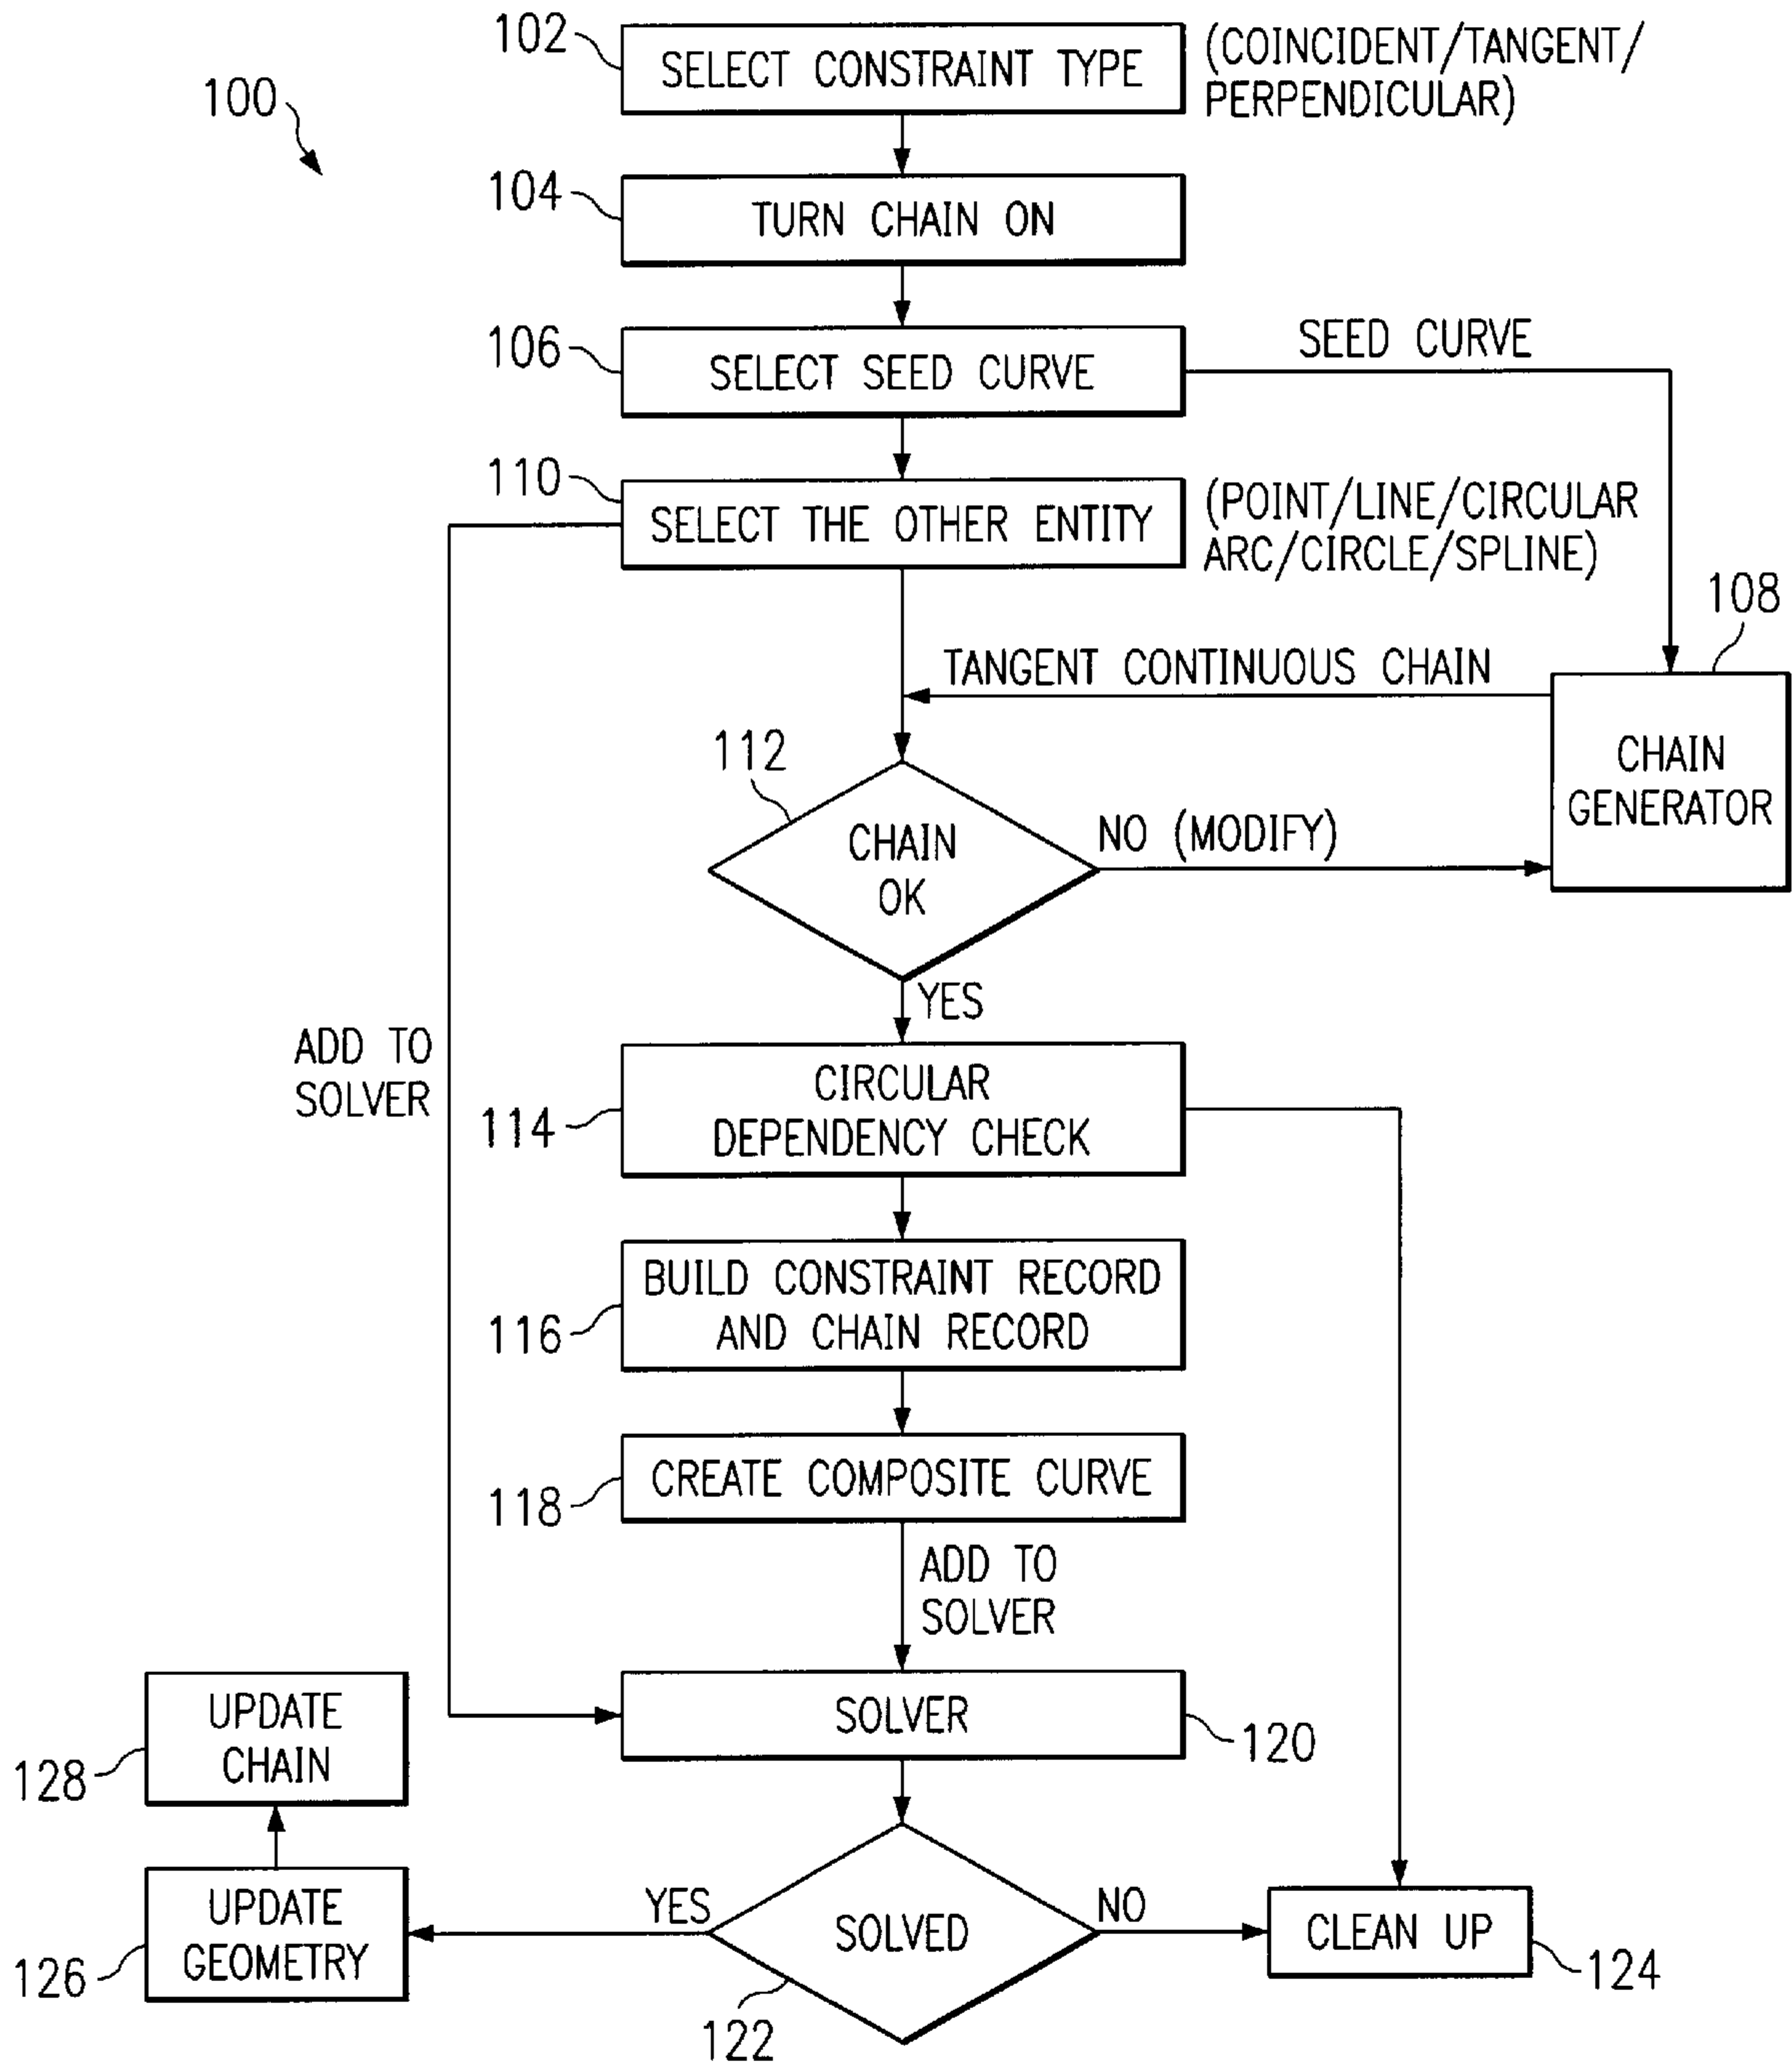 102
SELECT CONSTRAINT TYPE
(COINCIDENT/TANGENT/
PERPENDICULAR)
100
104
TURN CHAIN ON
106
SELECT SEED CURVE
SEED CURVE
110
SELECT THE OTHER ENTITY
(POINT/LINE/CIRCULAR
ARC/CIRCLE/SPLINE)
108
TANGENT CONTINUOUS CHAIN
CHAIN
GENERATOR
112
CHAIN
OK
NO (MODIFY)
YES
ADD TO
SOLVER
114
CIRCULAR
DEPENDENCY CHECK
116
BUILD CONSTRAINT RECORD
AND CHAIN RECORD
118
CREATE COMPOSITE CURVE
ADD TO
SOLVER
SOLVER
120
UPDATE
CHAIN
128
UPDATE
GEOMETRY
126
YES
SOLVED
NO
122
CLEAN UP
124